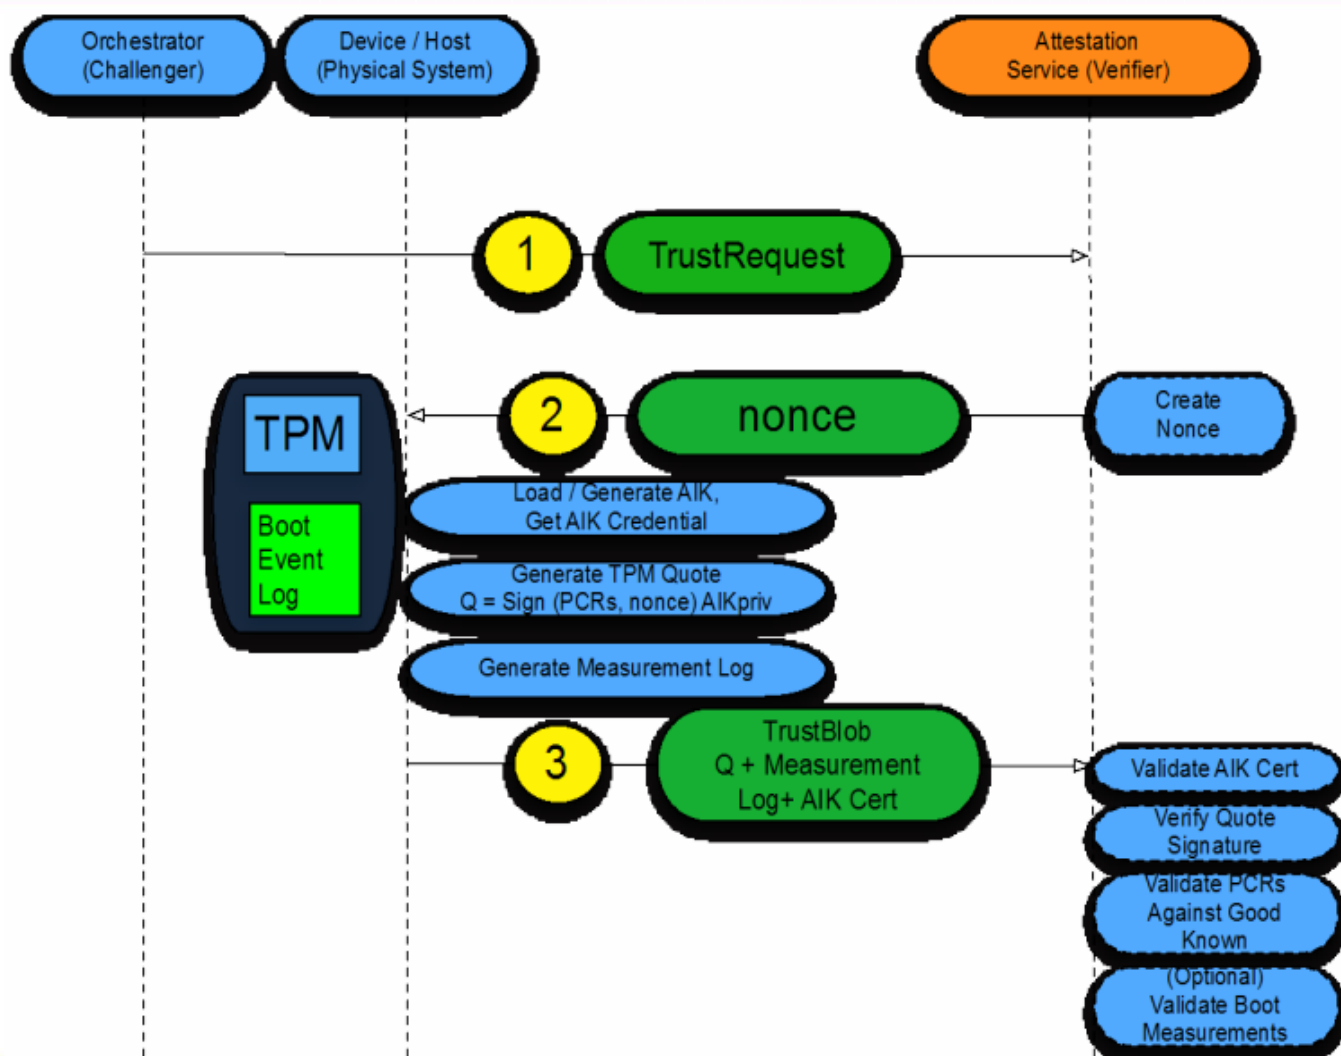 Orchestrator
(Challenger)
Device / Host
(Physical System)
Attestation
Service (Verifier)
1
TrustRequest
2
nonce
Create
Nonce
TPM
Boot
Event
Log
Load / Generate AIK,
Get AIK Credential
Generate TPM Quote
Q = Sign (PCRs, nonce) AIKpriv
Generate Measurement Log
3
TrustBlob
Q + Measurement
Log+ AIK Cert
Validate AIK Cert
Verify Quote
Signature
Validate PCRs
Against Good
Known
(Optional)
Validate Boot
Measurements